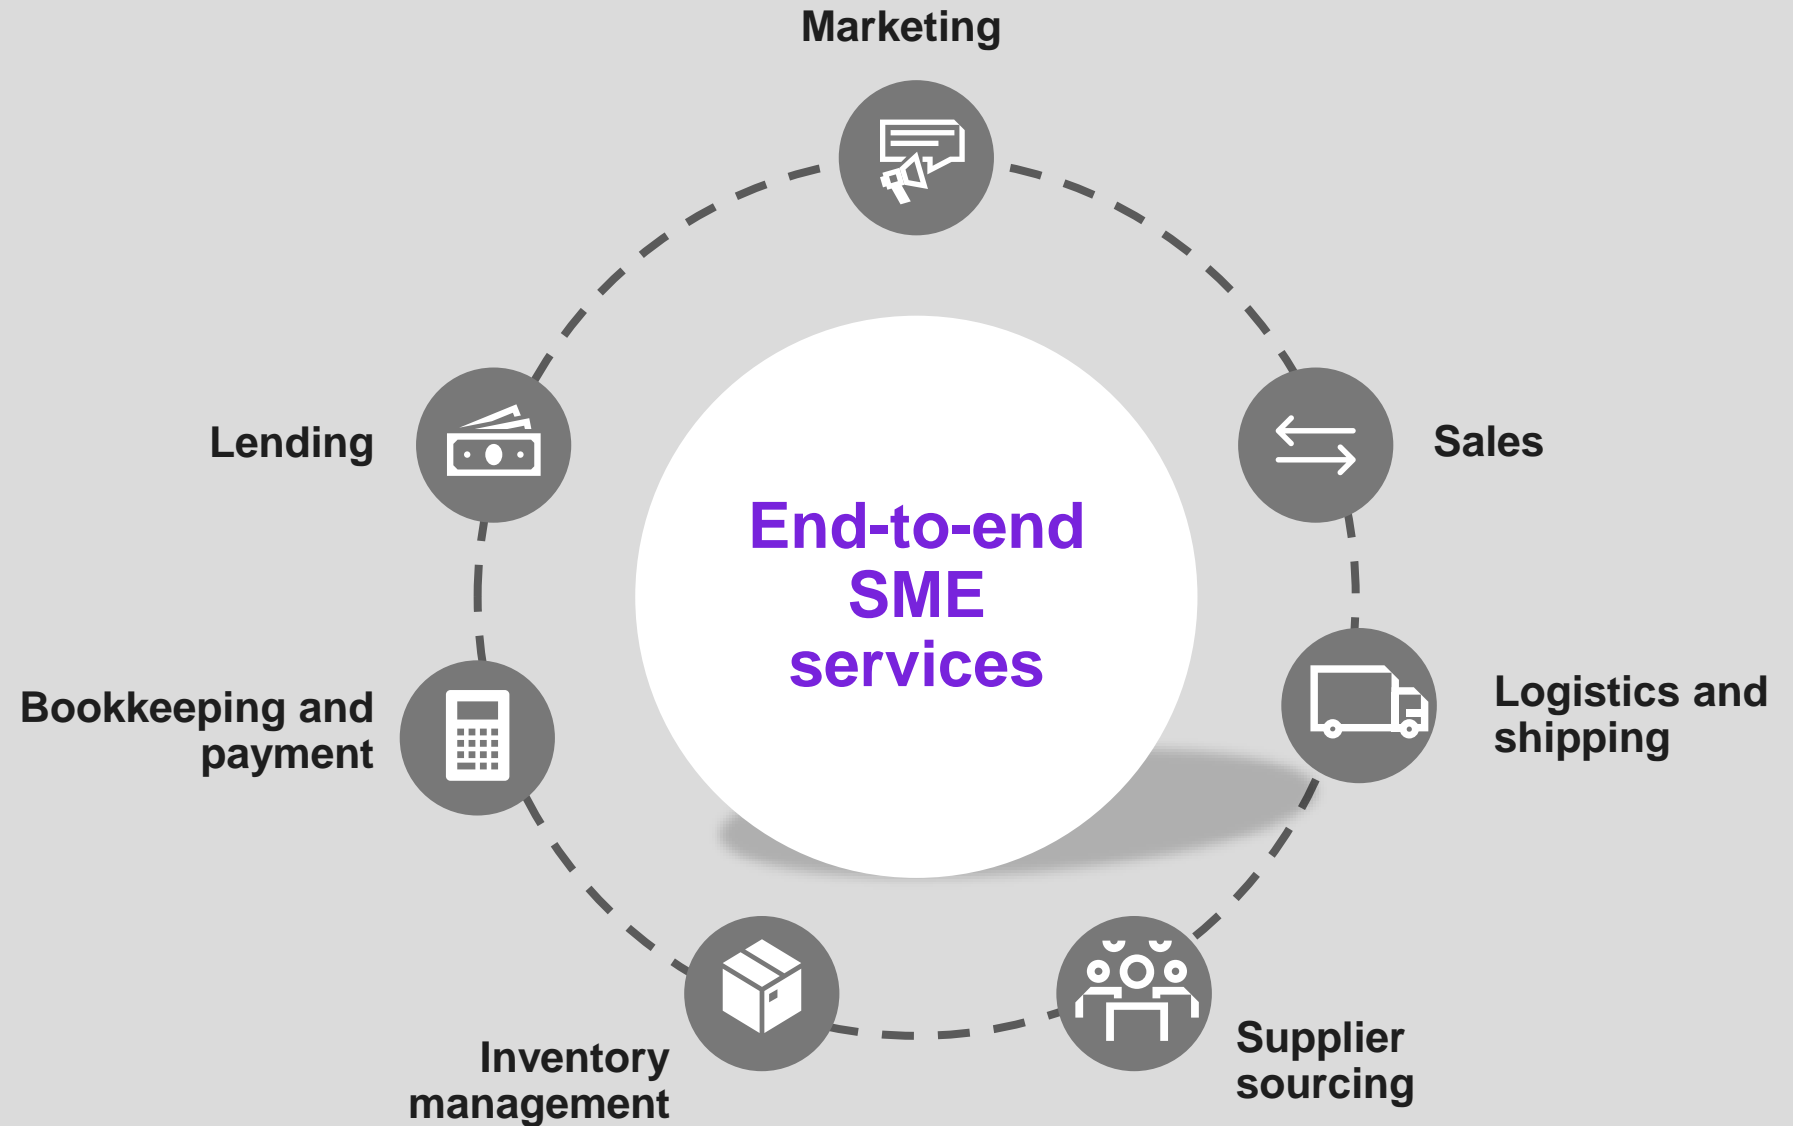 Marketing
Lending
Sales
End-to-end
SME
services
Bookkeeping and
payment
Logistics and
shipping
Inventory
management
Supplier
sourcing